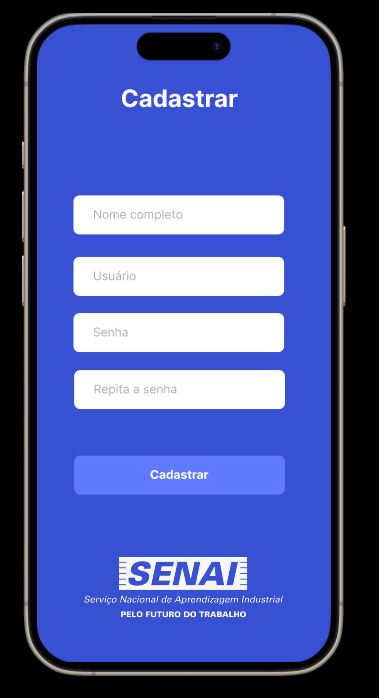 Cadastrar
Nome completo
Usuário
Senha
Repita a senha
Cadastrar
SENAI
Serviço Nacional de Aprendizagem Industrial
PELO FUTURO DO TRABALHO